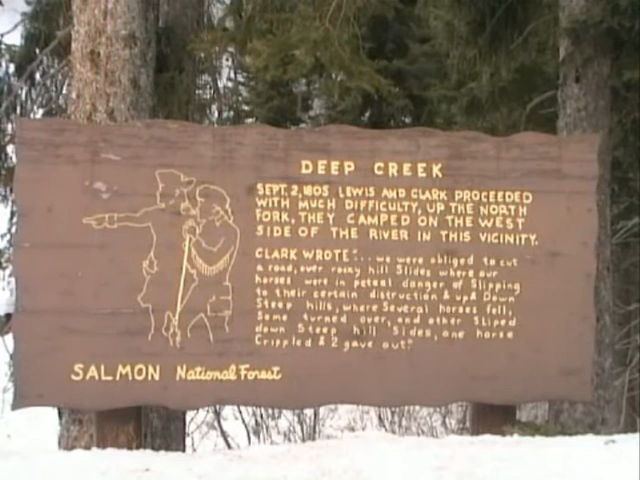 DEEP CREEK
SEPT. 2, 1805 LEWIS AND CLARK PROCEEDED
WITH MUCH DIFFICULTY, UP THE NORTH
FORK, THEY CAMPED ON THE WEST
SIDE OF THE RIVER IN THIS VICINITY.
CLARK WROTE "... we were obliged to cut
a road, over rocky hill Slides where our
horses were in peteal danger of Slipping
to their certain distruction & up & Down
Steep hills, where Several horses fell,
Some turned over, and other Sliped
down Steep hill Sides, one horse
Crippled & 2 gave out."
SALMON National Forest